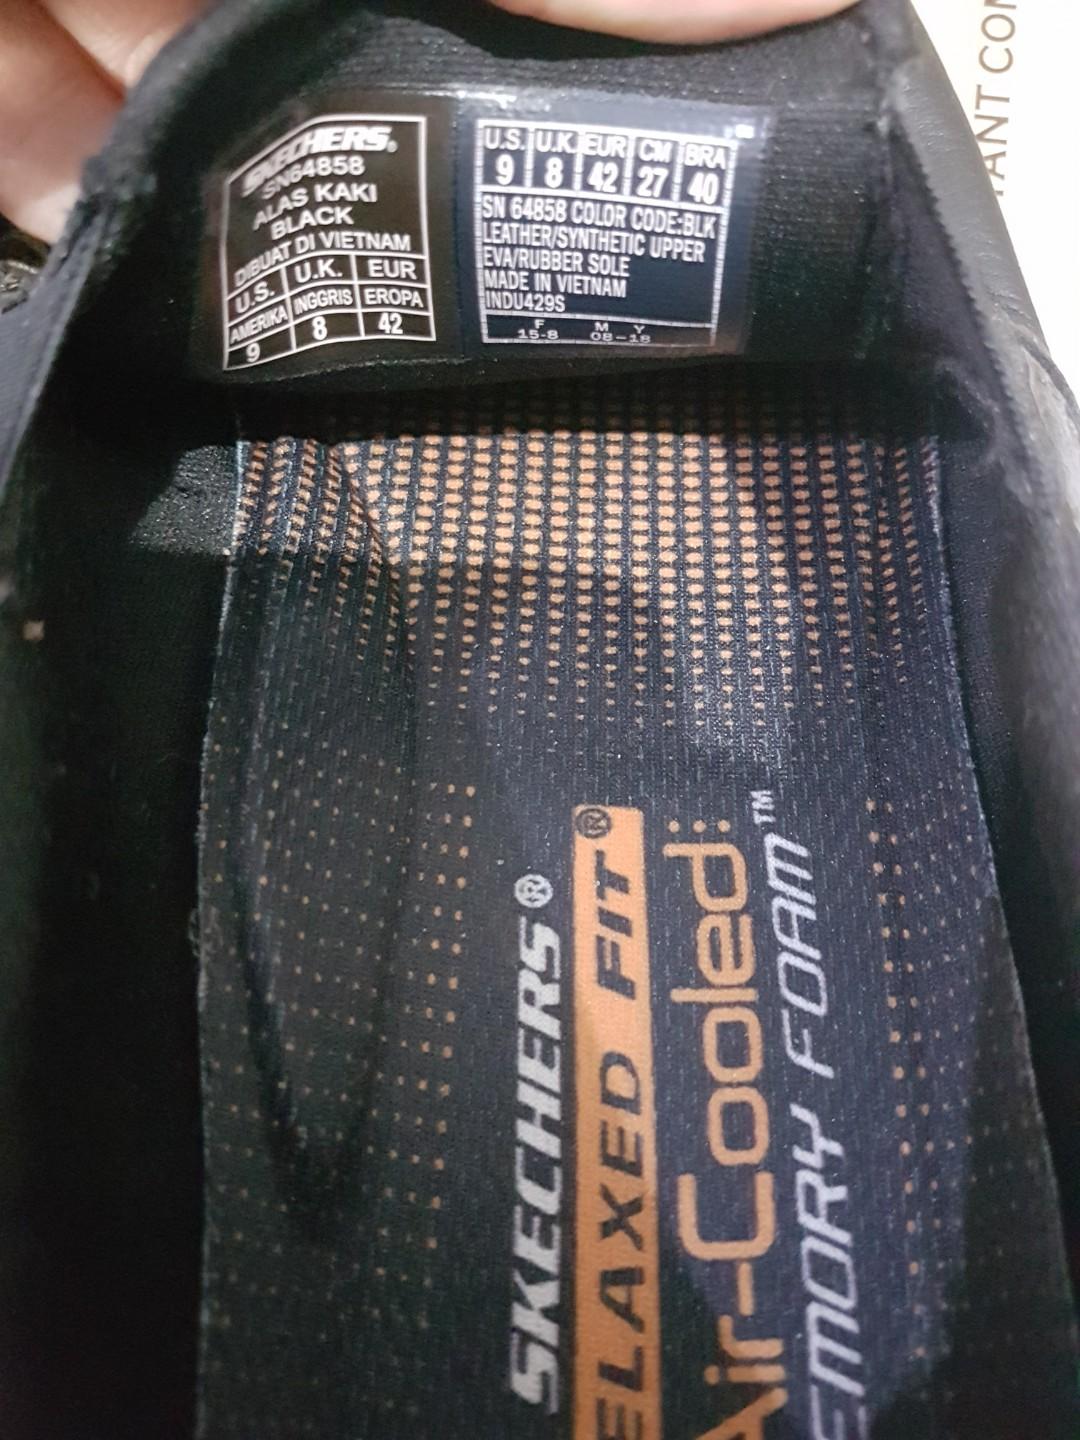 SKECHERS®
SN64858
ALAS KAKI
BLACK
DIBUAT DI VIETNAM
U.S. U.K. EUR
AMERIKA INGGRIS EROPA
9 8 42
U.S. U.K. EUR CM BRA
9 8 42 27 40
SN 64858 COLOR CODE:BLK
LEATHER/SYNTHETIC UPPER
EVA/RUBBER SOLE
MADE IN VIETNAM
INDU429S
F M Y
15-8 08-18
SKECHERS®
ELAXED FIT®
Air-Cooled:
EMORY FOAM™